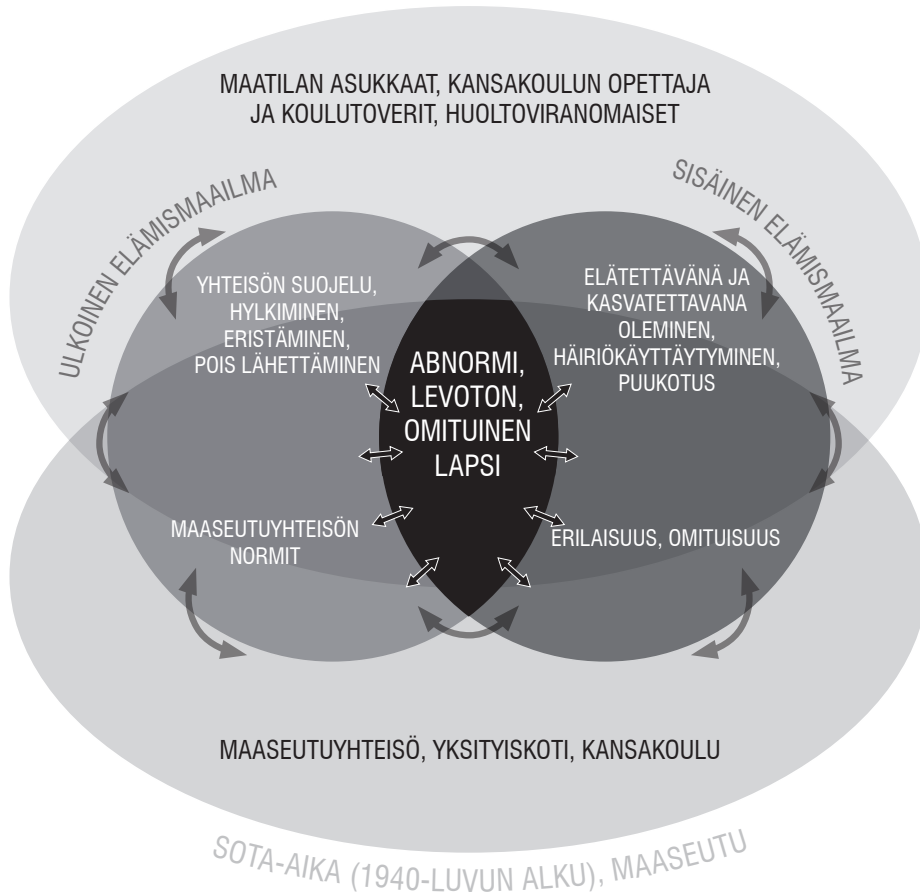 MAATILAN ASUKKAAT, KANSAKOULUN OPETTAJA
JA KOULUTOVERIT, HUOLTOVIRANOMAISET
ULKOINEN ELÄMISMAAILMA
SISÄINEN ELÄMISMAAILMA
YHTEISÖN SUOJELU,
HYLKIMINEN,
ERISTÄMINEN,
POIS LÄHETTÄMINEN
ELÄTETTÄVÄNÄ JA
KASVATETTAVANA
OLEMINEN,
HÄIRIÖKÄYTTÄYTYMINEN,
PUUKOTUS
ABNORMI,
LEVOTON,
OMITUINEN
LAPSI
MAASEUTUYHTEISÖN
NORMIT
ERILAISUUS, OMITUISUUS
MAASEUTUYHTEISÖ, YKSITYISKOTI, KANSAKOULU
SOTA-AIKA (1940-LUVUN ALKU), MAASEUTU